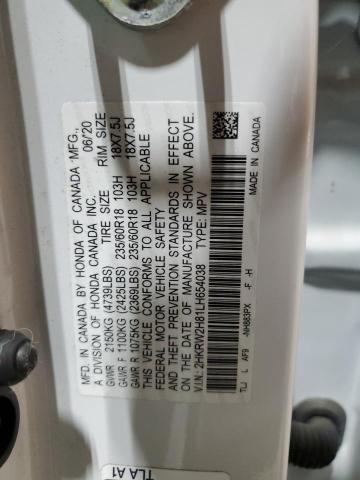 MFD. IN CANADA BY HONDA OF CANADA MFG.,
A DIVISION OF HONDA CANADA INC. 06/20
TIRE SIZE RIM SIZE
GVWR 2150KG (4739LBS)
GAWR F 1100KG (2425LBS) 235/60R18 103H 18X7.5J
GAWR R 1075KG (2369LBS) 235/60R18 103H 18X7.5J
THIS VEHICLE CONFORMS TO ALL APPLICABLE
FEDERAL MOTOR VEHICLE SAFETY
AND THEFT PREVENTION STANDARDS IN EFFECT
ON THE DATE OF MANUFACTURE SHOWN ABOVE.
V.I.N.: 2HKRW2H81LH654038 TYPE: MPV
TLJ L AF9 -NH883PX -F -H MADE IN CANADA
TLA A1